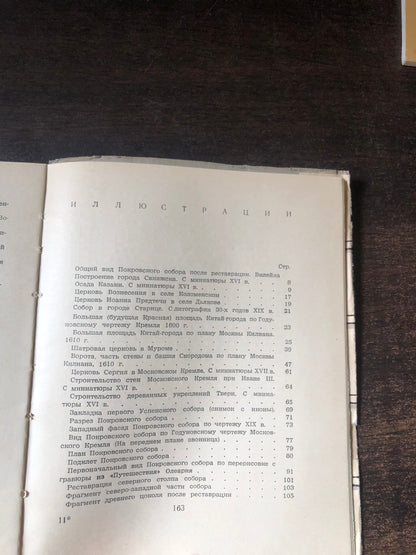 ен-
Во-
ИЛЛЮСТРАЦИИ
Стр.
Общий вид Покровского собора после реставрации.
Построение города Свияжска. С миниатюры XVI в. 8
Осада Казани. С миниатюры XVI в. 9
Церковь Вознесения в селе Коломенском 17
Церковь Иоанна Предтечи в селе Дьякове 19
Собор в городе Старице. С литографии 30-х годов XIX в. 21
Большая (будущая Красная) площадь. Китай-города по Году-
новскому чертежу Кремля 1600 г. 23
Большая площадь Китай-города по плану Москвы Килиана.
1610 г. 25
Шатровая церковь в Муроме 39
Ворота, часть стены и башни Скородома по плану Москвы
Килиана, 1610 г. 47
Церковь Сергия в Московском Кремле. С миниатюры XVII в. 61
Строительство стен Московского Кремля при Иване III.
С миниатюры XVI в. 64
Строительство деревянных укреплений Твери. С миниа-
тюры XVI в. 65
Закладка первого Успенского собора (снимок с иконы). 69
Разрез Покровского собора 71
Западный фасад Покровского собора по чертежу XIX в. 73
Вид Покровского собора по Годуновскому чертежу Москов-
ского Кремля (На переднем плане звонница) 77
План Покровского собора 79
Подклет Покровского собора 80
Первоначальный вид Покровского собора по перерисовке с
гравюры из «Путешествия» Олеария 91
Реставрация северного столпа собора 101
Фрагмент северо-западной части собора 103
Фрагмент древнего цоколя после реставрации 105
11*
163